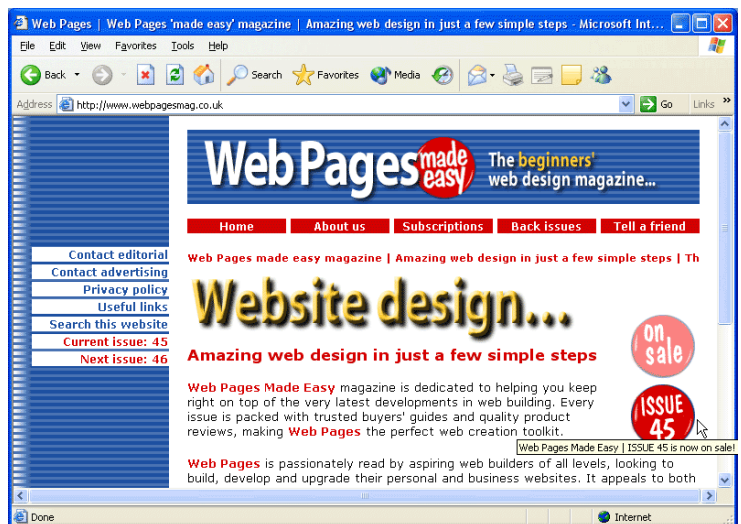 Web Pages | Web Pages 'made easy' magazine | Amazing web design in just a few simple steps - Microsoft Int...
File Edit View Favorites Tools Help
Back Search Favorites Media
Address http://www.webpagesmag.co.uk Go Links »
Web Pages made easy The beginners' web design magazine...
Home About us Subscriptions Back issues Tell a friend
Contact editorial
Contact advertising
Privacy policy
Useful links
Search this website
Current issue: 45
Next issue: 46
Web Pages made easy magazine | Amazing web design in just a few simple steps | Th
Website design...
Amazing web design in just a few simple steps
on
sale
Web Pages Made Easy magazine is dedicated to helping you keep
right on top of the very latest developments in web building. Every
issue is packed with trusted buyers' guides and quality product
reviews, making Web Pages the perfect web creation toolkit.
ISSUE
45
Web Pages Made Easy | ISSUE 45 is now on sale!
Web Pages is passionately read by aspiring web builders of all levels, looking to
build, develop and upgrade their personal and business websites. It appeals to both
Done Internet